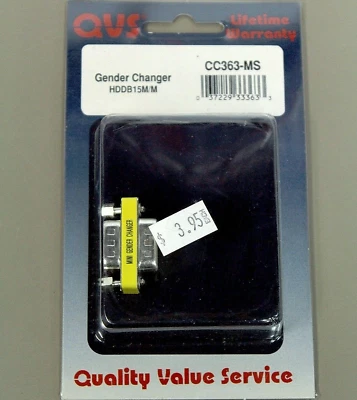 QVS
Lifetime
Warranty
Gender Changer
HDDB15M/M
CC363-MS
0 37229 33363 3
$ 3.95
MINI GENDER CHANGER
Quality Value Service